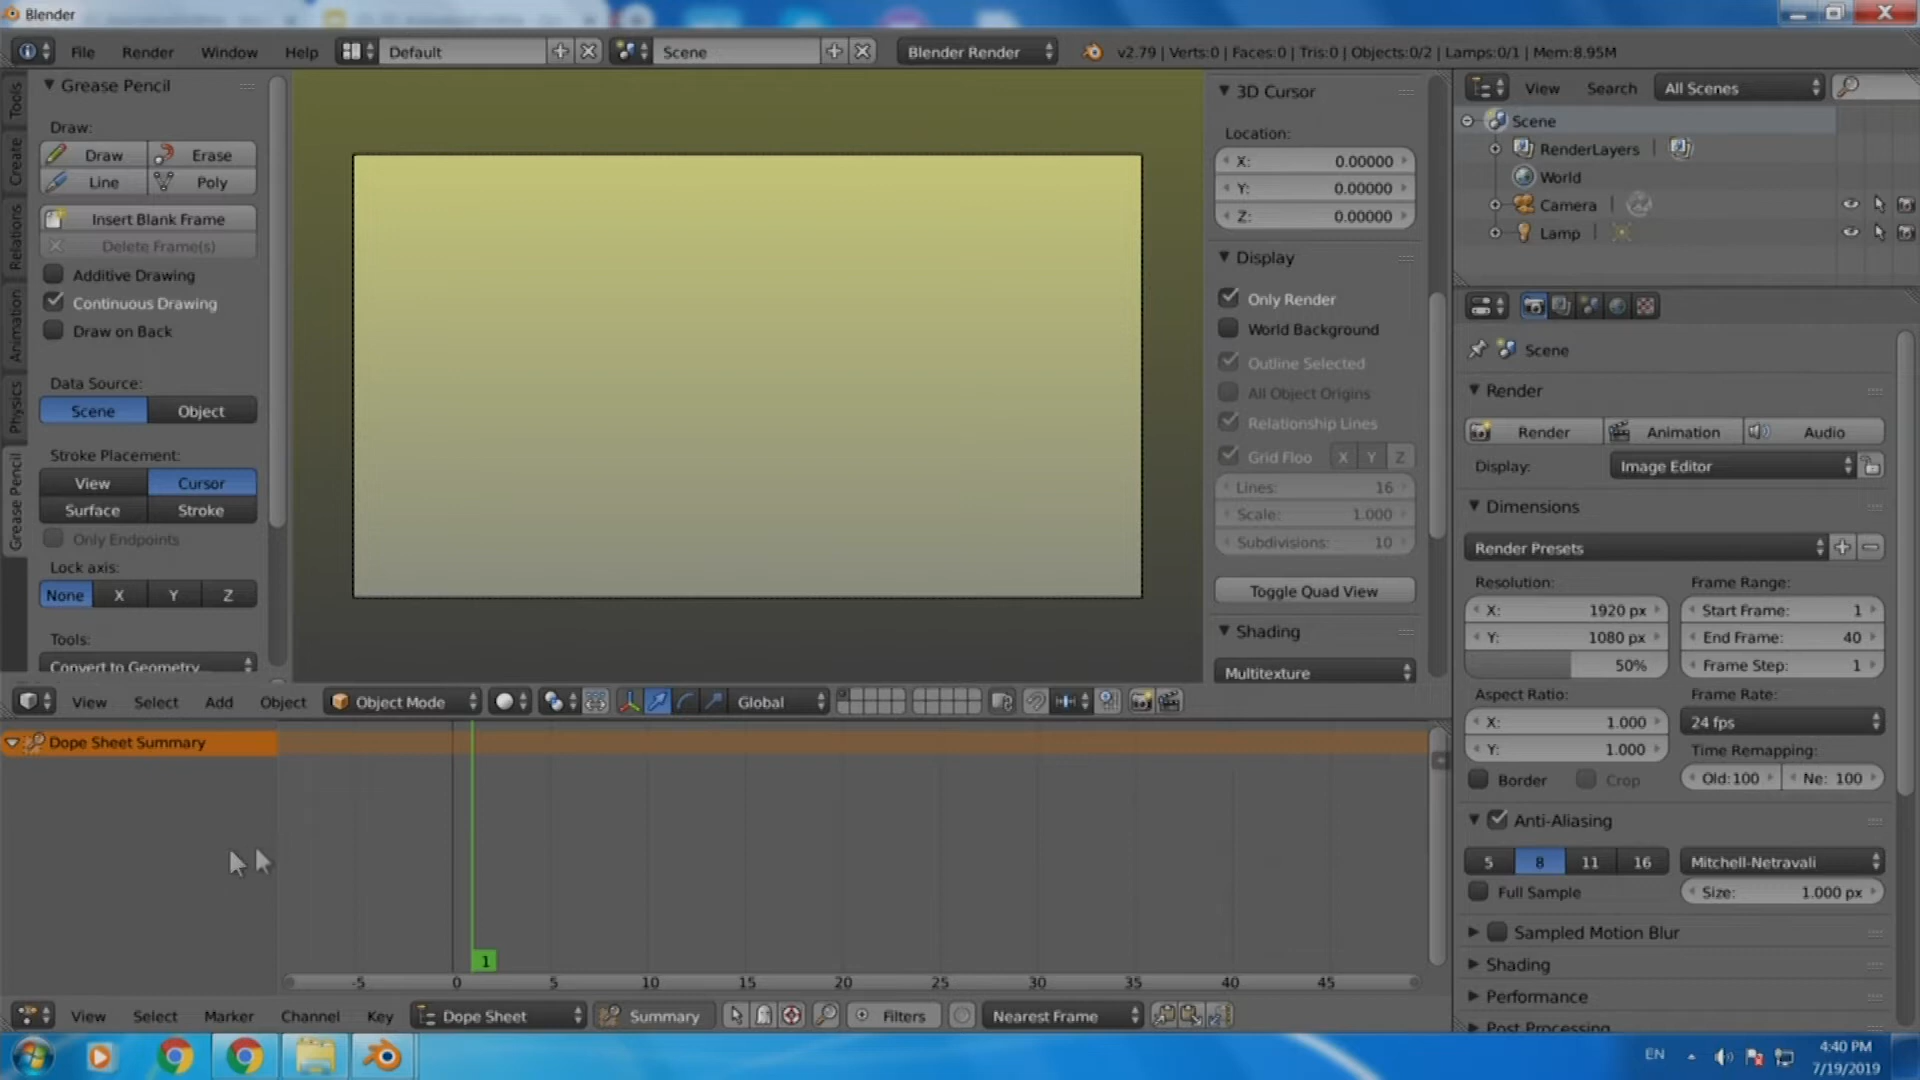 Blender
File Render Window Help Default Scene Blender Render v2.79 | Verts:0 | Faces:0 | Tris:0 | Objects:0/2 | Lamps:0/1 | Mem:8.95M
Tools
Create
Relations
Animation
Physics
Grease Pencil
Grease Pencil
Draw:
Draw Erase
Line Poly
Insert Blank Frame
Delete Frame(s)
Additive Drawing
Continuous Drawing
Draw on Back
Data Source:
Scene Object
Stroke Placement:
View Cursor
Surface Stroke
Only Endpoints
Lock axis:
None X Y Z
Tools:
Convert to Geometry
3D Cursor
Location:
X: 0.00000
Y: 0.00000
Z: 0.00000
Display
Only Render
World Background
Outline Selected
All Object Origins
Relationship Lines
Grid Floo X Y Z
Lines: 16
Scale: 1.000
Subdivisions: 10
Toggle Quad View
Shading
Multitexture
View Search All Scenes
Scene
RenderLayers
World
Camera
Lamp
Scene
Render
Render Animation Audio
Display: Image Editor
Dimensions
Render Presets
Resolution: Frame Range:
X: 1920 px Start Frame: 1
Y: 1080 px End Frame: 40
50% Frame Step: 1
Aspect Ratio: Frame Rate:
X: 1.000 24 fps
Y: 1.000 Time Remapping:
Border Crop Old:100 Ne: 100
Anti-Aliasing
5 8 11 16 Mitchell-Netravali
Full Sample Size: 1.000 px
Sampled Motion Blur
Shading
Performance
Post Processing
View Select Add Object Object Mode Global
Dope Sheet Summary
1
-5 0 5 10 15 20 25 30 35 40 45
View Select Marker Channel Key Dope Sheet Summary Filters Nearest Frame
EN 4:40 PM
7/19/2019